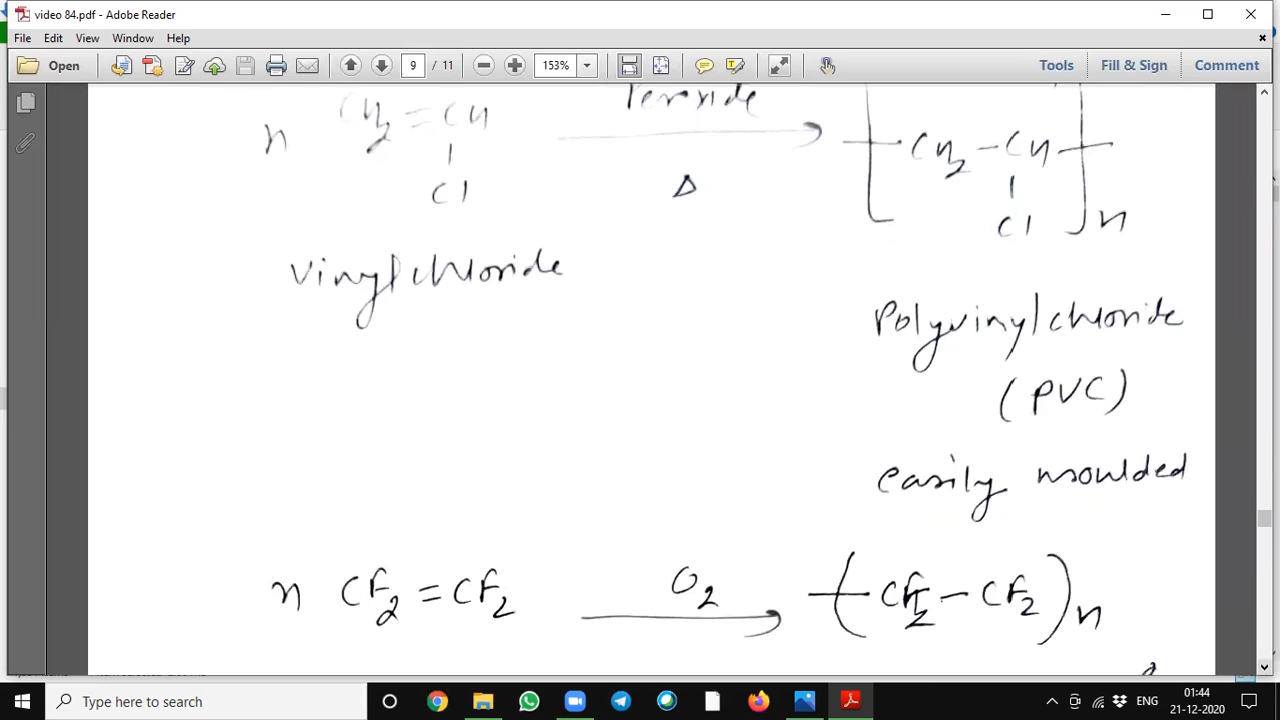 video 84.pdf - Adobe Reader
File Edit View Window Help
Open 9 / 11 153% Tools Fill & Sign Comment
Peroxide
n CH2=CH [ CH2-CH ]n
Cl Δ Cl
Vinylchloride
Polyvinylchloride
(PVC)
easily moulded
n CF2=CF2 O2 (CF2-CF2)n
Type here to search
ENG 01:44
21-12-2020